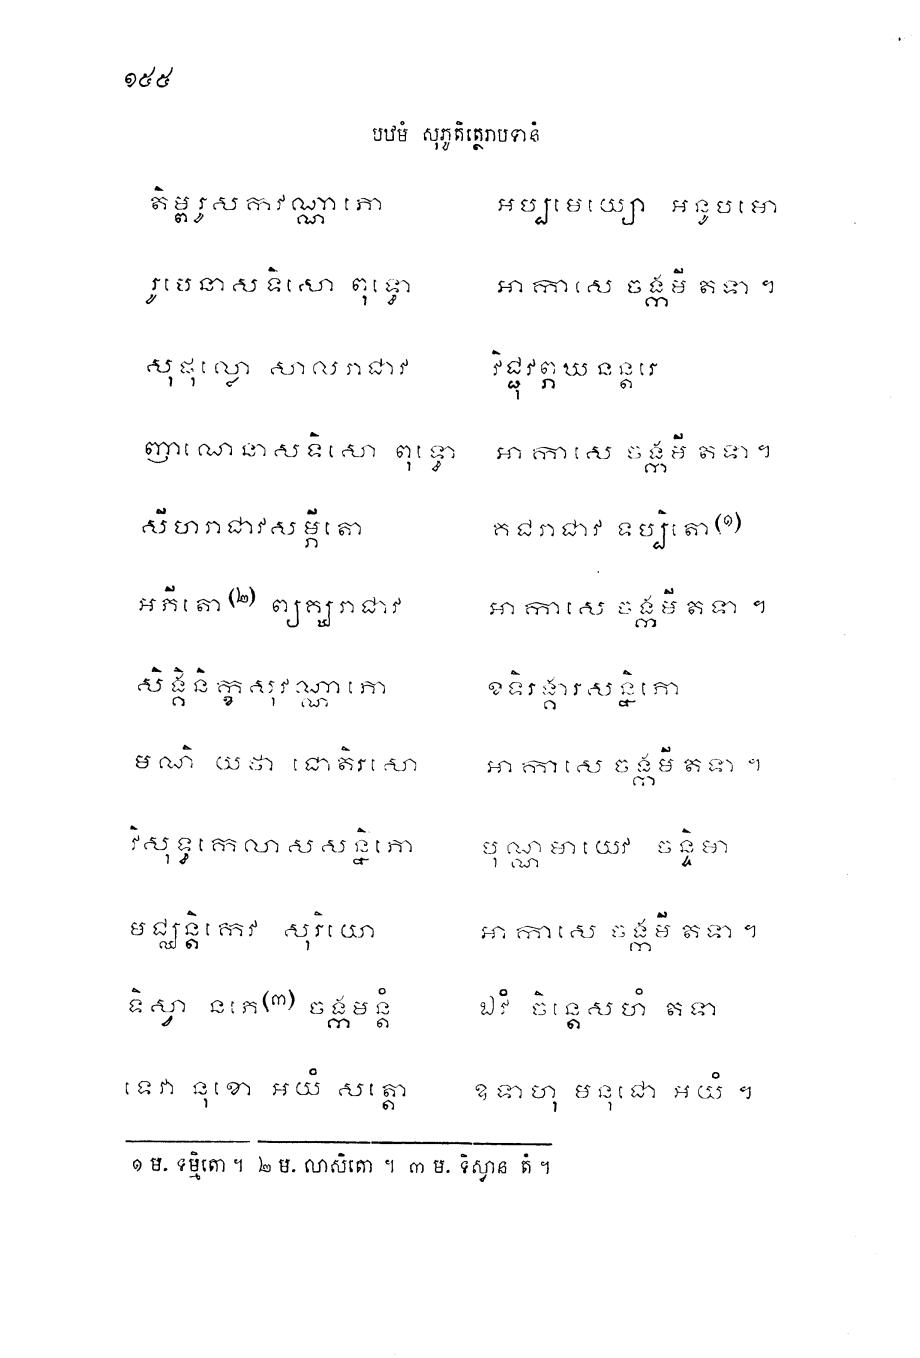 ១៥៥
បឋមំ សុភូតិត្ថេរាបទានំ
តិម្ពរូសកាវណ្ណាភោ អប្បមេយ្យោ អនូបមោ
រូបេនាសទិសោ ពុទ្ធោ អាកាសេ ចង្កមី តទា ។
សុផុល្លោ សាលរាជាវ វិជ្ជុវព្ភឃនន្តរេ
ញាណេនាសទិសោ ពុទ្ធោ អាកាសេ ចង្កមី តទា ។
សីហរាជាវសម្ភីតោ គជរាជាវ ទប្បិតោ (១)
អភីតោ (២) ព្យគ្ឃរាជាវ អាកាសេ ចង្កមី តទា ។
សិង្គិនិក្ខសុវណ្ណាភោ ខទិរង្គារសន្និភោ
មណិ យថា ជោតិរសោ អាកាសេ ចង្កមី តទា ។
វិសុទ្ធកេលាសសន្និភោ បុណ្ណមាយេវ ចន្ទិមា
មជ្ឈន្តិកេវ សុរិយោ អាកាសេ ចង្កមី តទា ។
ទិស្វា នភេ (៣) ចង្កមន្តំ ឯវំ ចិន្តេសហំ តទា
ទេវា នុខោ អយំ សត្តោ ឧទាហុ មនុជោ អយំ ។
១ ម. ទម្មិតោ ។ ២ ម. លាសិតោ ។ ៣ ម. ទិស្វាន តំ ។